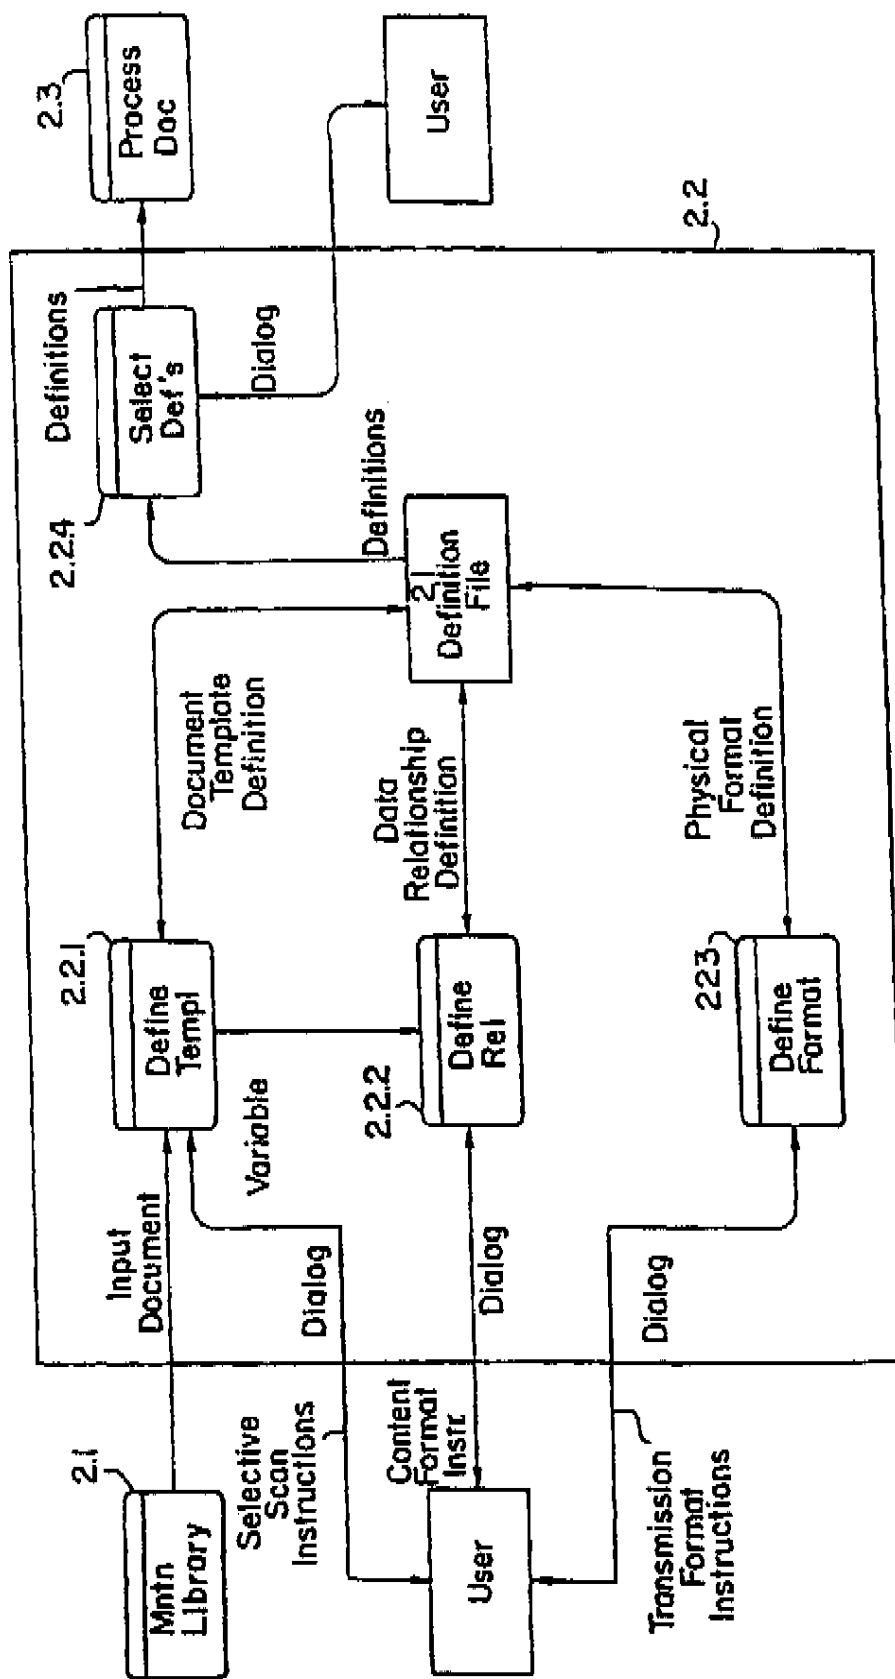 2.1
Mntn
Library
Input
Document
Selective
Scan
Instructions
Dialog
Variable
2.2.1
Define
Templ
Document
Template
Definition
2.2.4
Select
Def's
Definitions
2.3
Process
Doc
Dialog
User
2.2
Definitions
2.1
Definition
File
Data
Relationship
Definition
2.2.2
Define
Rel
Dialog
Content
Format
Instr.
User
Transmission
Format
Instructions
Dialog
223
Define
Format
Physical
Format
Definition